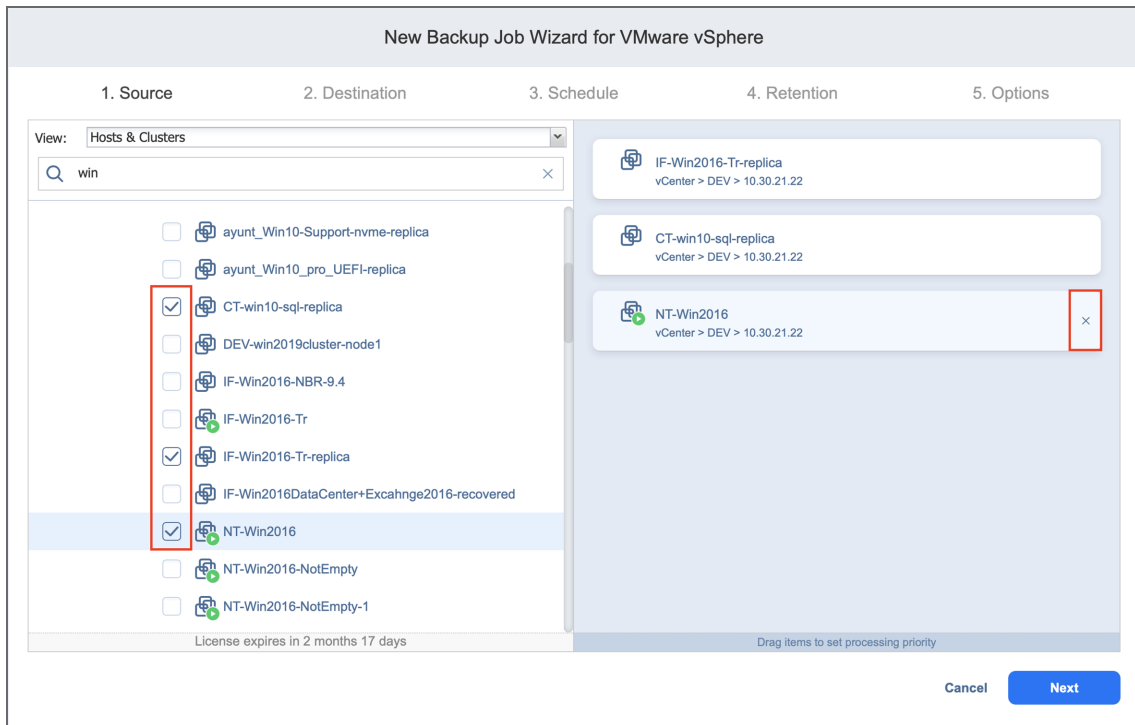 New Backup Job Wizard for VMware vSphere
1. Source
2. Destination
3. Schedule
4. Retention
5. Options
View:
Hosts & Clusters
win
ayunt_Win10-Support-nvme-replica
ayunt_Win10_pro_UEFI-replica
CT-win10-sql-replica
DEV-win2019cluster-node1
IF-Win2016-NBR-9.4
IF-Win2016-Tr
IF-Win2016-Tr-replica
IF-Win2016DataCenter+Excahnge2016-recovered
NT-Win2016
NT-Win2016-NotEmpty
NT-Win2016-NotEmpty-1
License expires in 2 months 17 days
IF-Win2016-Tr-replica
vCenter > DEV > 10.30.21.22
CT-win10-sql-replica
vCenter > DEV > 10.30.21.22
NT-Win2016
vCenter > DEV > 10.30.21.22
Drag items to set processing priority
Cancel
Next